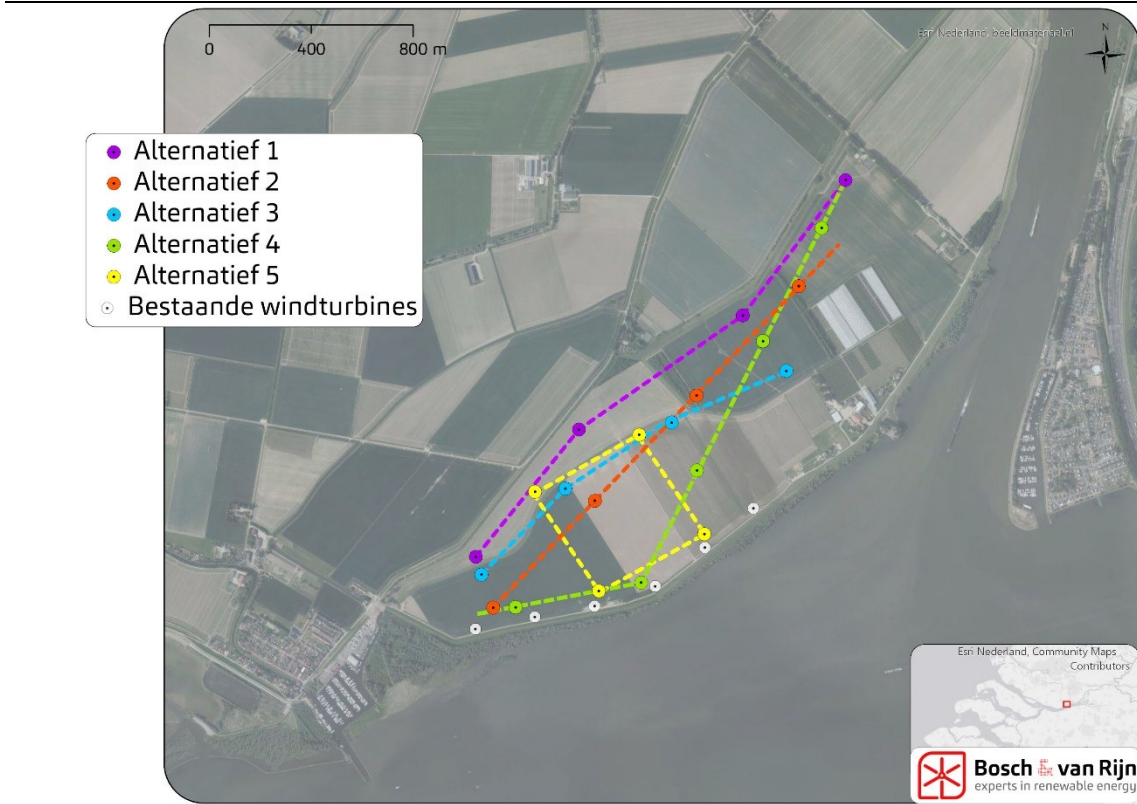 0 400 800 m
Esri Nederland, beeldmateriaal.nl
N
Alternatief 1
Alternatief 2
Alternatief 3
Alternatief 4
Alternatief 5
Bestaande windturbines
Esri Nederland, Community Maps
Contributors
Bosch & van Rijn
experts in renewable energy